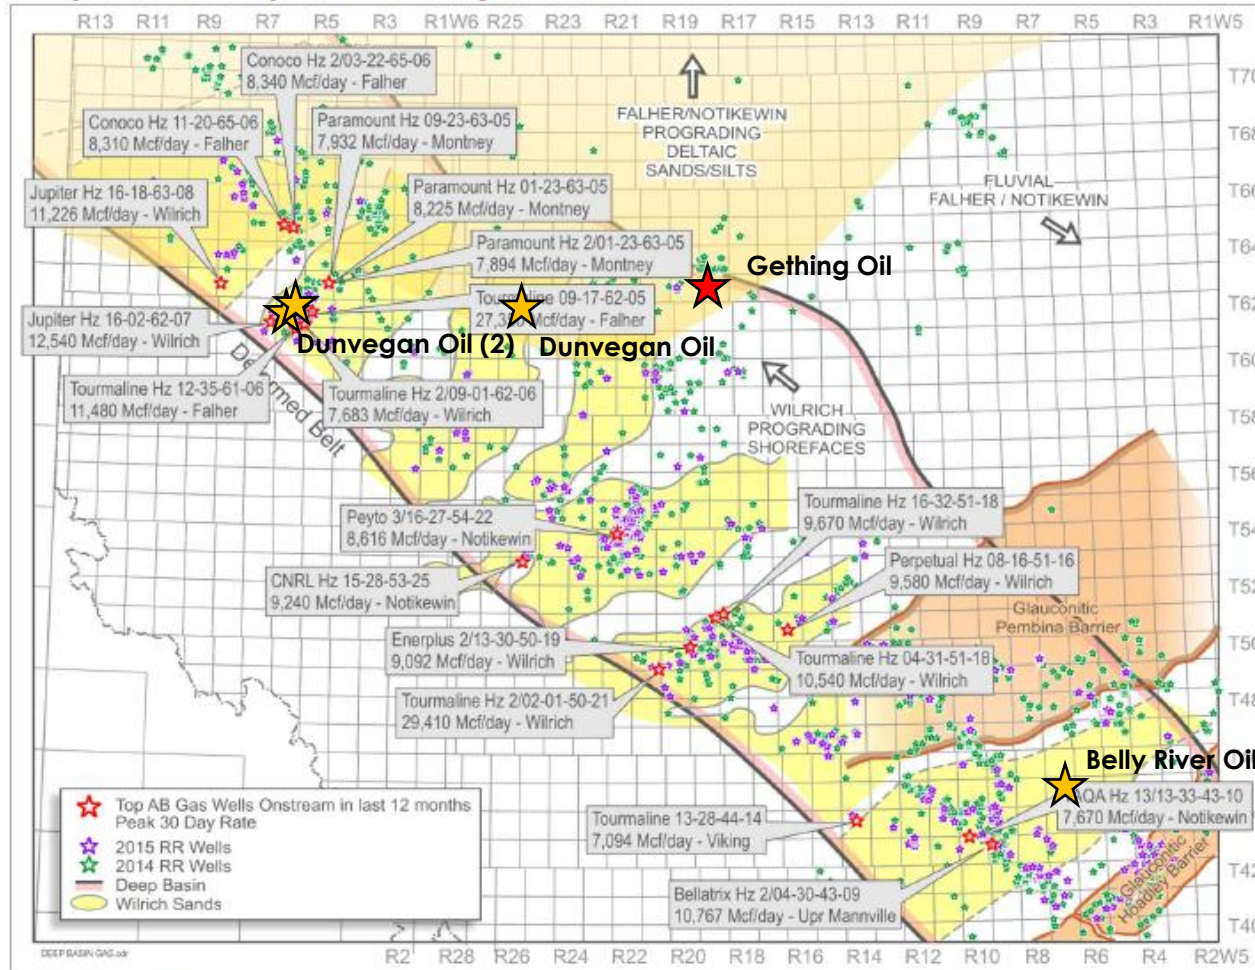 R13 R11 R9 R7 R5 R3 R1W6 R25 R23 R21 R19 R17 R15 R13 R11 R9 R7 R5 R3 R1W5
Conoco Hz 2/03-22-65-06
8,340 Mcf/day - Falher
T70
Conoco Hz 11-20-65-06
8,310 Mcf/day - Falher
Paramount Hz 09-23-63-05
7,932 Mcf/day - Montney
FALHER/NOTIKEWIN
PROGRADING
DELTAIC
SANDS/SILTS
T68
Jupiter Hz 16-18-63-08
11,226 Mcf/day - Wilrich
Paramount Hz 01-23-63-05
8,225 Mcf/day - Montney
FLUVIAL
FALHER / NOTIKEWIN
T66
Paramount Hz 2/01-23-63-05
7,894 Mcf/day - Montney
T64
Gething Oil
Tourmaline 09-17-62-05
Mcf/day - Falher
T62
Jupiter Hz 16-02-62-07
12,540 Mcf/day - Wilrich
Dunvegan Oil (2)
Dunvegan Oil
T60
Tourmaline Hz 12-35-61-06
11,480 Mcf/day - Falher
Tourmaline Hz 2/09-01-62-06
7,683 Mcf/day - Wilrich
Deformed Belt
WILRICH
PROGRADING
SHOREFACES
T58
T56
Tourmaline Hz 16-32-51-18
9,670 Mcf/day - Wilrich
Peyto 3/16-27-54-22
8,616 Mcf/day - Notikewin
T54
Perpetual Hz 08-16-51-16
9,580 Mcf/day - Wilrich
CNRL Hz 15-28-53-25
9,240 Mcf/day - Notikewin
T52
Glauconitic
Pembina Barrier
Enerplus 2/13-30-50-19
9,092 Mcf/day - Wilrich
T50
Tourmaline Hz 04-31-51-18
10,540 Mcf/day - Wilrich
Tourmaline Hz 2/02-01-50-21
29,410 Mcf/day - Wilrich
T48
Belly River Oil
AQA Hz 13/13-33-43-10
7,670 Mcf/day - Notikewin
Top AB Gas Wells Onstream in last 12 months
Peak 30 Day Rate
2015 RR Wells
2014 RR Wells
Deep Basin
Wilrich Sands
Tourmaline 13-28-44-14
7,094 Mcf/day - Viking
T42
Glauconitic
Hoadley Barrier
Bellatrix Hz 2/04-30-43-09
10,767 Mcf/day - Upr Mannville
T40
DEEP BASIN GAS.cdr
R2 R28 R26 R24 R22 R20 R18 R16 R14 R12 R10 R8 R6 R4 R2W5